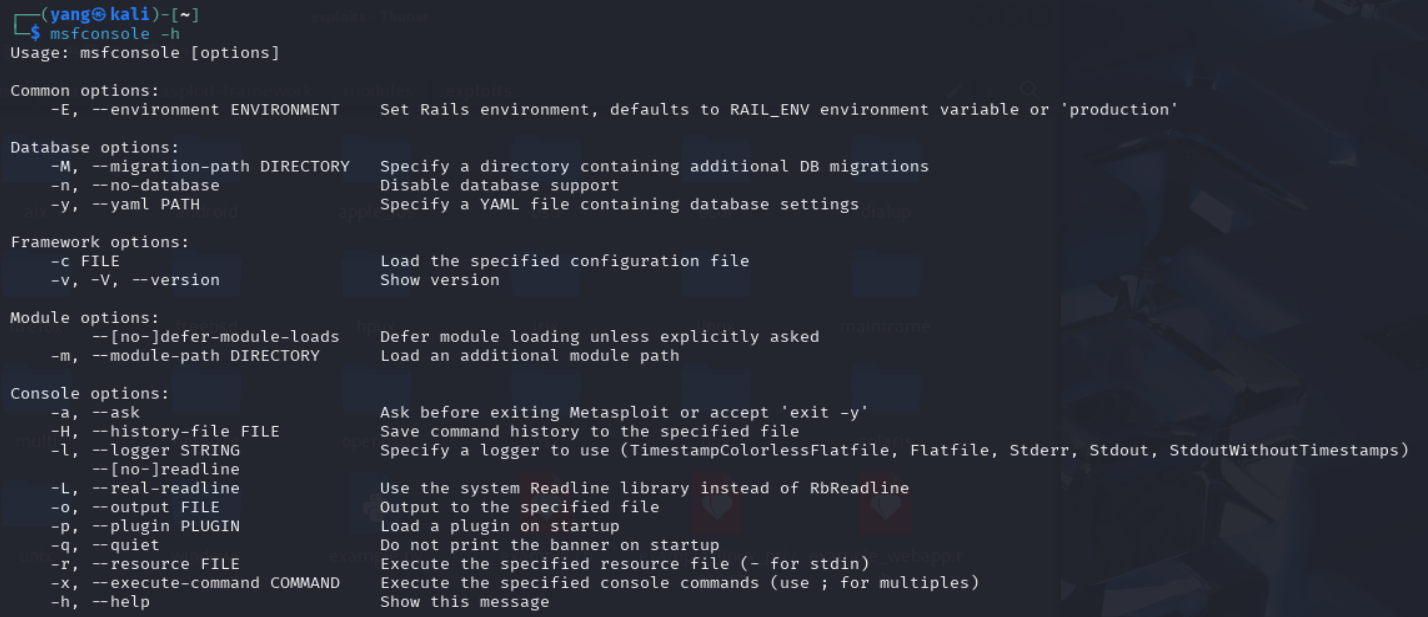 ┌──(yang㉿kali)-[~]
└─$ msfconsole -h
Usage: msfconsole [options]

Common options:
    -E, --environment ENVIRONMENT    Set Rails environment, defaults to RAIL_ENV environment variable or 'production'

Database options:
    -M, --migration-path DIRECTORY   Specify a directory containing additional DB migrations
    -n, --no-database                Disable database support
    -y, --yaml PATH                  Specify a YAML file containing database settings

Framework options:
    -c FILE                          Load the specified configuration file
    -v, -V, --version                Show version

Module options:
        --[no-]defer-module-loads    Defer module loading unless explicitly asked
    -m, --module-path DIRECTORY      Load an additional module path

Console options:
    -a, --ask                        Ask before exiting Metasploit or accept 'exit -y'
    -H, --history-file FILE          Save command history to the specified file
    -l, --logger STRING              Specify a logger to use (TimestampColorlessFlatfile, Flatfile, Stderr, Stdout, StdoutWithoutTimestamps)
        --[no-]readline
    -L, --real-readline              Use the system Readline library instead of RbReadline
    -o, --output FILE                Output to the specified file
    -p, --plugin PLUGIN              Load a plugin on startup
    -q, --quiet                      Do not print the banner on startup
    -r, --resource FILE              Execute the specified resource file (- for stdin)
    -x, --execute-command COMMAND    Execute the specified console commands (use ; for multiples)
    -h, --help                       Show this message